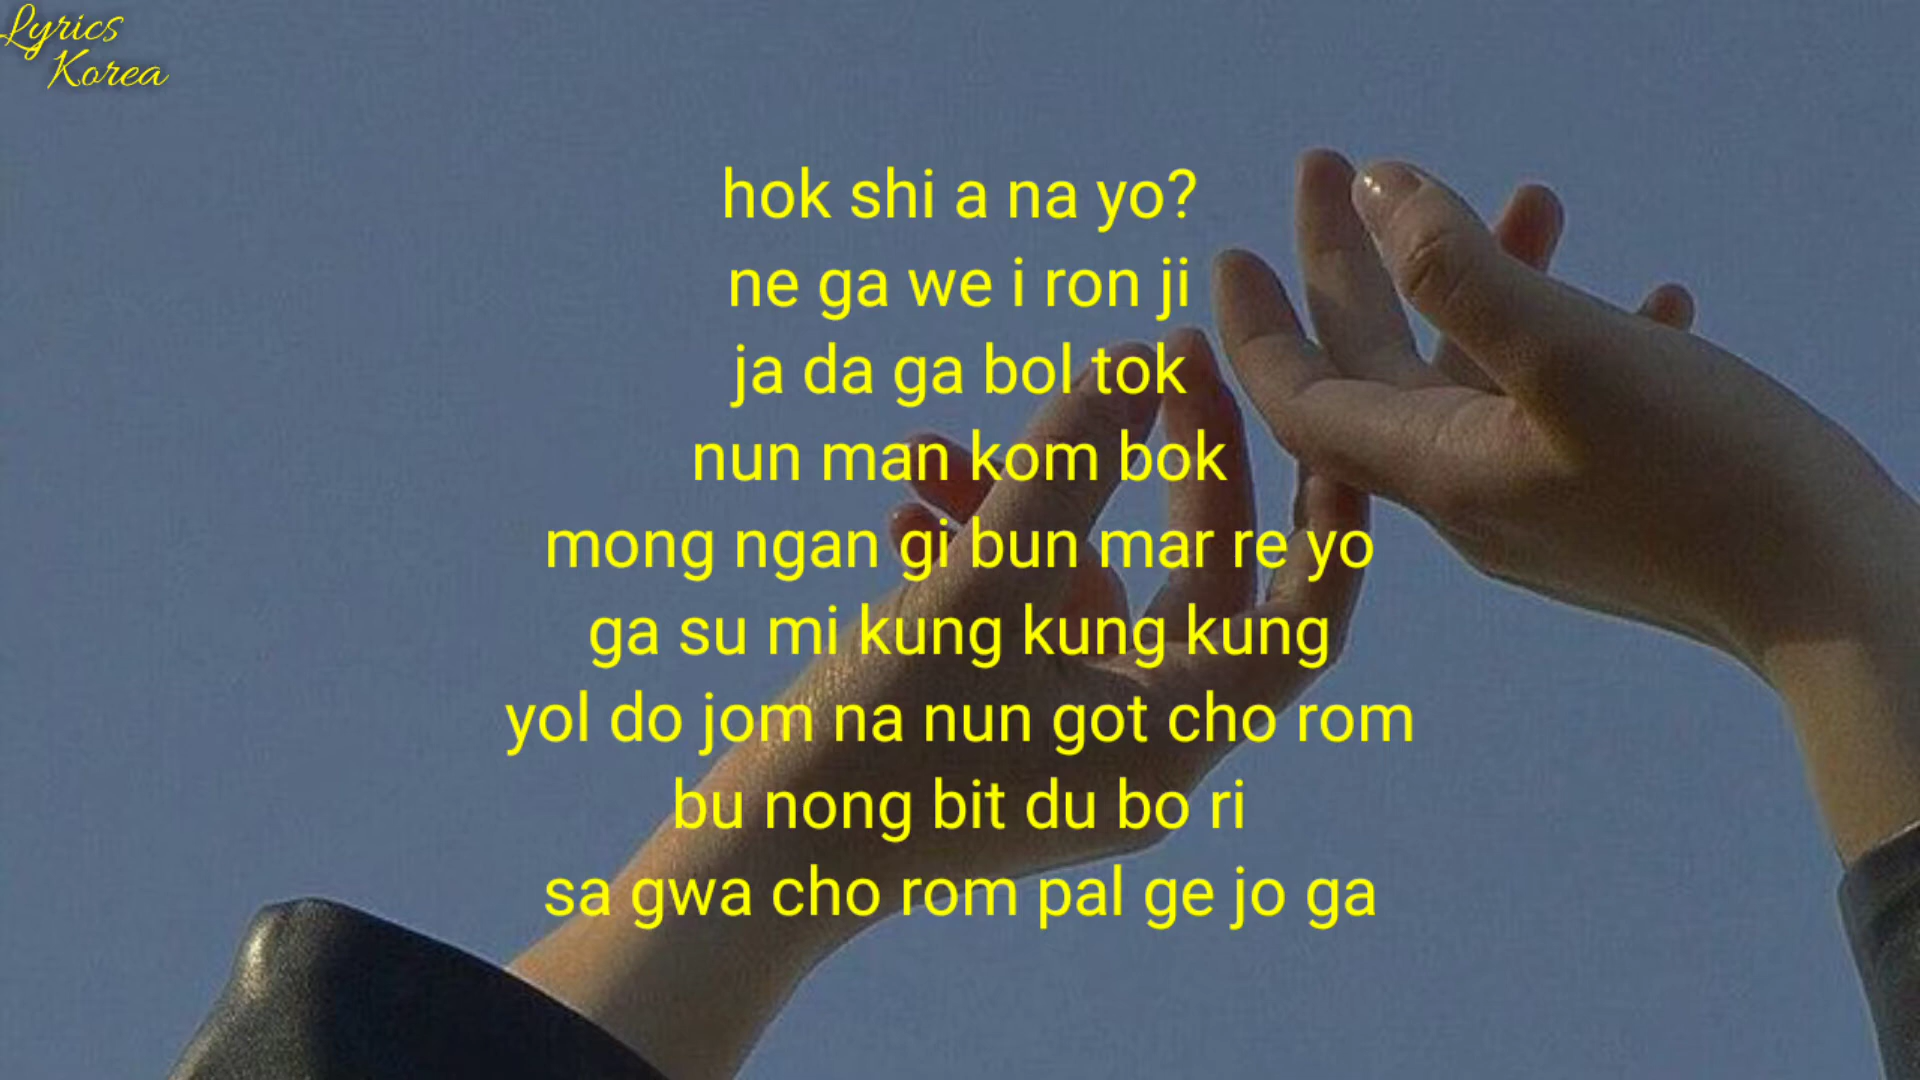 Lyrics
Korea
hok shi a na yo?
ne ga we i ron ji
ja da ga bol tok
nun man kom bok
mong ngan gi bun mar re yo
ga su mi kung kung kung
yol do jom na nun got cho rom
bu nong bit du bo ri
sa gwa cho rom pal ge jo ga